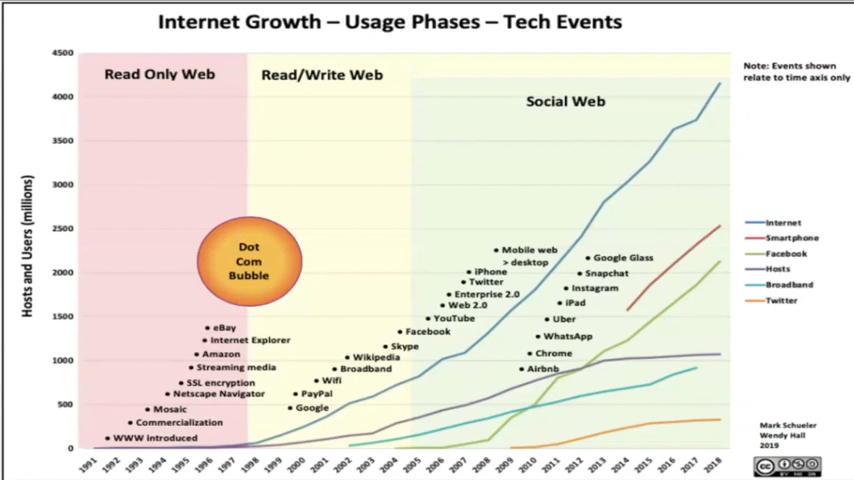 Internet Growth – Usage Phases – Tech Events
Note: Events shown
relate to time axis only
Read Only Web
Read/Write Web
Social Web
Hosts and Users (millions)
4500
4000
3500
3000
2500
2000
1500
1000
500
0
Dot
Com
Bubble
• eBay
• Internet Explorer
• Amazon
• Streaming media
• SSL encryption
• Netscape Navigator
• Mosaic
• Commercialization
• WWW introduced
• Mobile web
> desktop
• iPhone
• Twitter
• Enterprise 2.0
• Web 2.0
• YouTube
• Facebook
• Skype
• Wikipedia
• Broadband
• Wifi
• PayPal
• Google
• Google Glass
• Snapchat
• Instagram
• iPad
• Uber
• WhatsApp
• Chrome
• Airbnb
Internet
Smartphone
Facebook
Hosts
Broadband
Twitter
1991
1992
1993
1994
1995
1996
1997
1998
1999
2000
2001
2002
2003
2004
2005
2006
2007
2008
2009
2010
2011
2012
2013
2014
2015
2016
2017
2018
Mark Schueler
Wendy Hall
2019
CC
BY NC ND